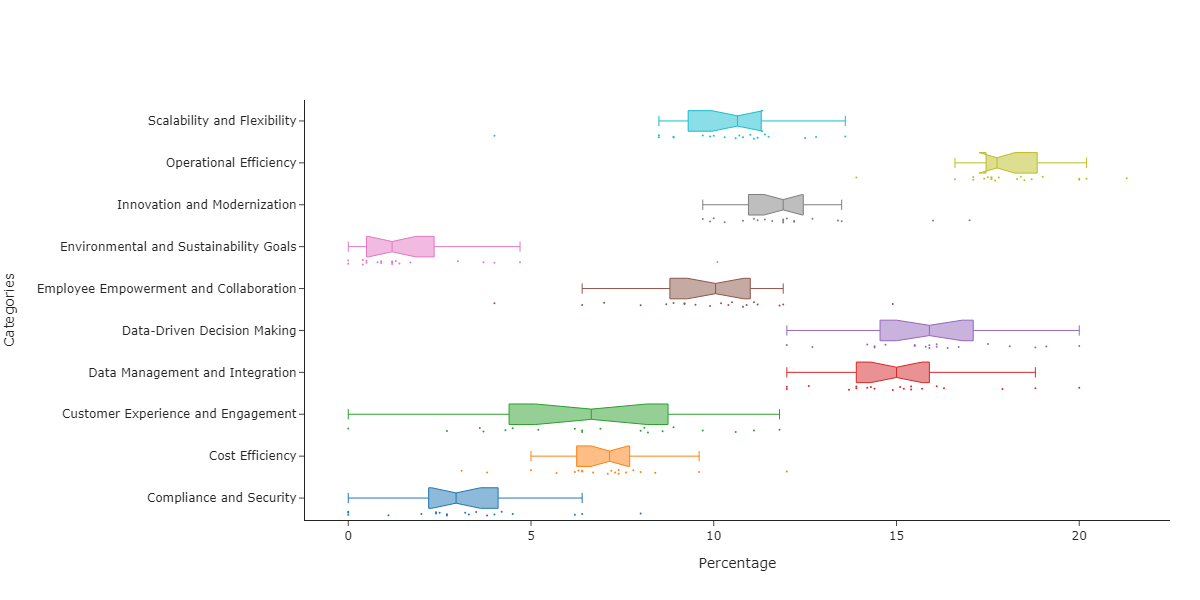 Scalability and Flexibility
Operational Efficiency
Innovation and Modernization
Environmental and Sustainability Goals
Employee Empowerment and Collaboration
Data-Driven Decision Making
Data Management and Integration
Customer Experience and Engagement
Cost Efficiency
Compliance and Security
Categories
0 5 10 15 20
Percentage